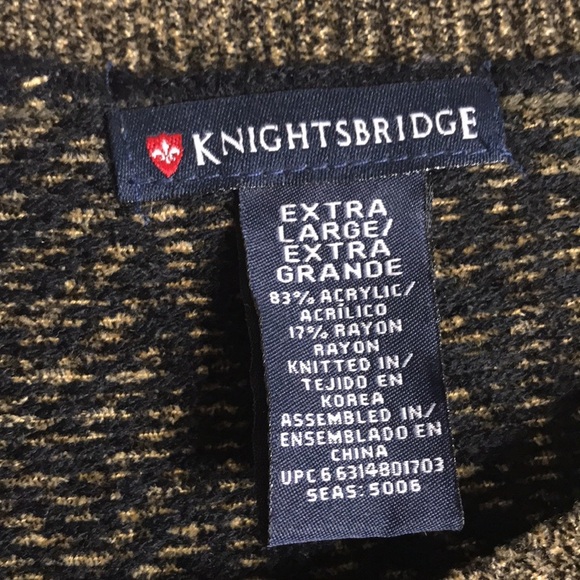 KNIGHTSBRIDGE
EXTRA
LARGE/
EXTRA
GRANDE
83% ACRYLIC/
ACRÍLICO
17% RAYON
RAYON
KNITTED IN/
TEJIDO EN
KOREA
ASSEMBLED IN/
ENSEMBLADO EN
CHINA
UPC 6 63148D1703
SEAS: 5006